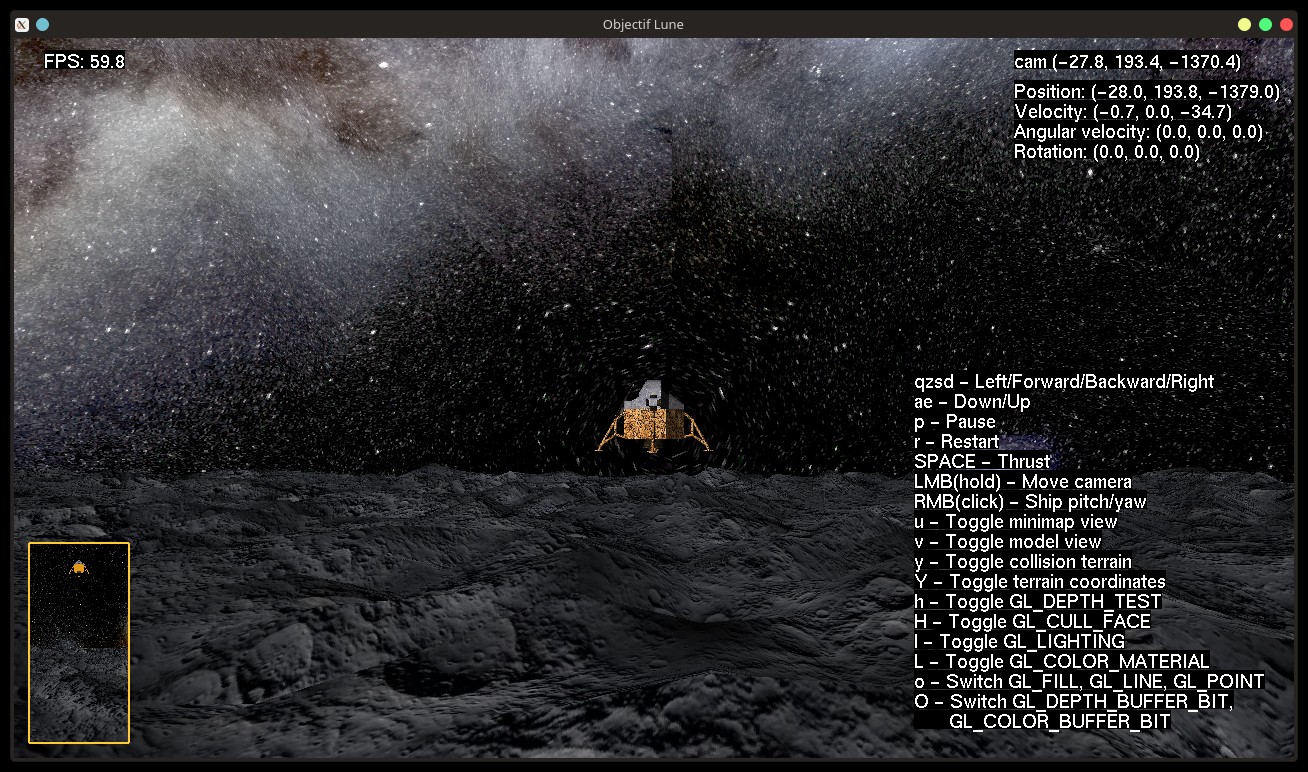 Objectif Lune
FPS: 59.8
cam (−27.8, 193.4, −1370.4)
Position: (−28.0, 193.8, −1379.0)
Velocity: (−0.7, 0.0, −34.7)
Angular velocity: (0.0, 0.0, 0.0)
Rotation: (0.0, 0.0, 0.0)
qzsd − Left/Forward/Backward/Right
ae − Down/Up
p − Pause
r − Restart
SPACE − Thrust
LMB(hold) − Move camera
RMB(click) − Ship pitch/yaw
u − Toggle minimap view
v − Toggle model view
y − Toggle collision terrain
Y − Toggle terrain coordinates
h − Toggle GL_DEPTH_TEST
H − Toggle GL_CULL_FACE
l − Toggle GL_LIGHTING
L − Toggle GL_COLOR_MATERIAL
o − Switch GL_FILL, GL_LINE, GL_POINT
O − Switch GL_DEPTH_BUFFER_BIT,
GL_COLOR_BUFFER_BIT